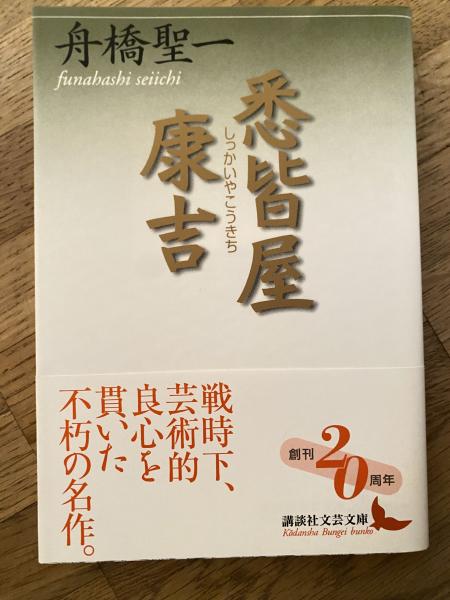 舟橋聖一
funahashi seiichi
悉皆屋
康吉
しっかいやこうきち
戦時下、
芸術的
良心を
貫いた
不朽の名作。
創刊20周年
講談社文芸文庫
Kōdansha Bungei bunko